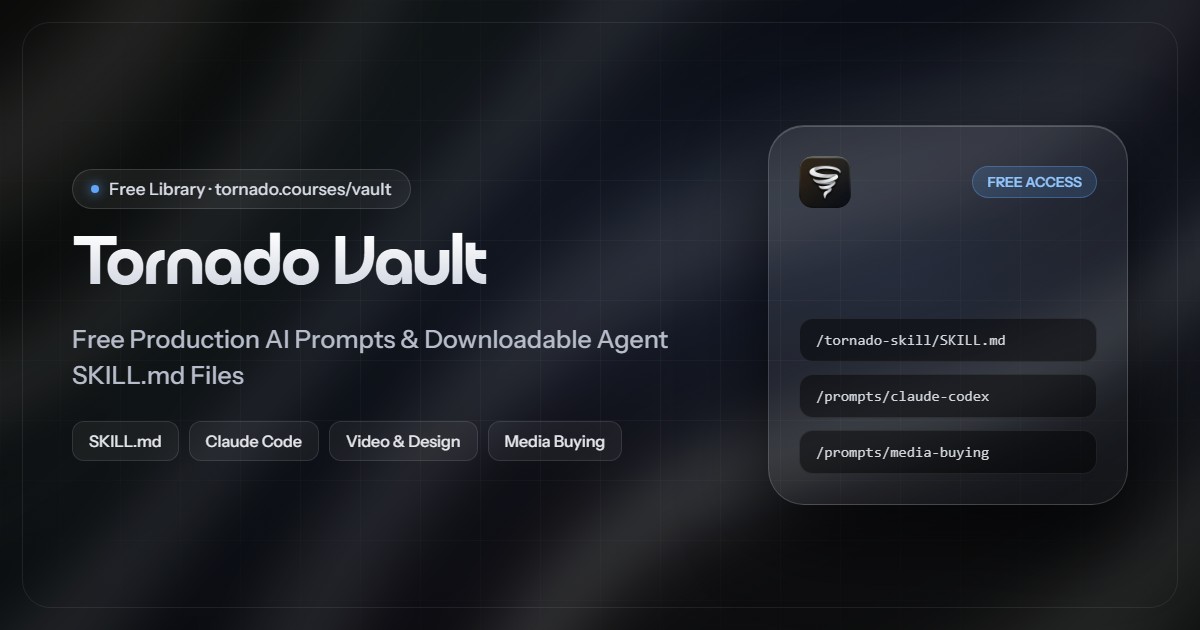 Free Library · tornado.courses/vault
Tornado Vault
Free Production AI Prompts & Downloadable Agent
SKILL.md Files
SKILL.md
Claude Code
Video & Design
Media Buying
FREE ACCESS
/tornado-skill/SKILL.md
/prompts/claude-codex
/prompts/media-buying